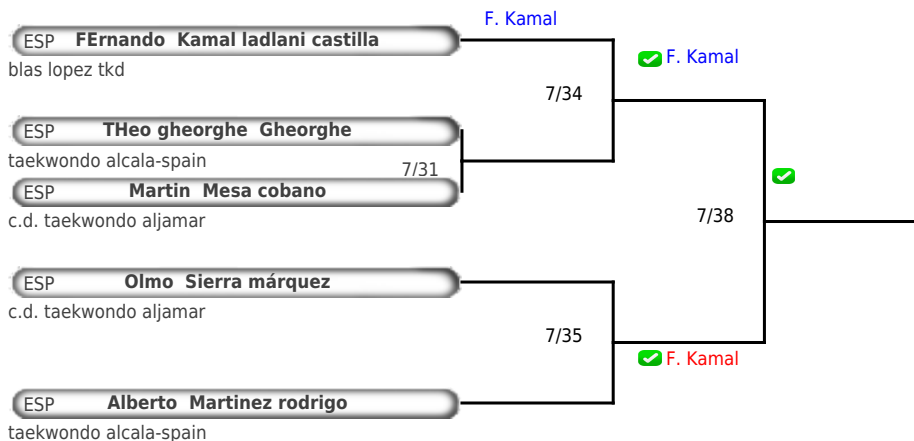 F. Kamal
ESP FErnando Kamal ladlani castilla
blas lopez tkd
F. Kamal
7/34
ESP THeo gheorghe Gheorghe
taekwondo alcala-spain
7/31
ESP Martin Mesa cobano
c.d. taekwondo aljamar
7/38
ESP Olmo Sierra márquez
c.d. taekwondo aljamar
7/35
F. Kamal
ESP Alberto Martinez rodrigo
taekwondo alcala-spain